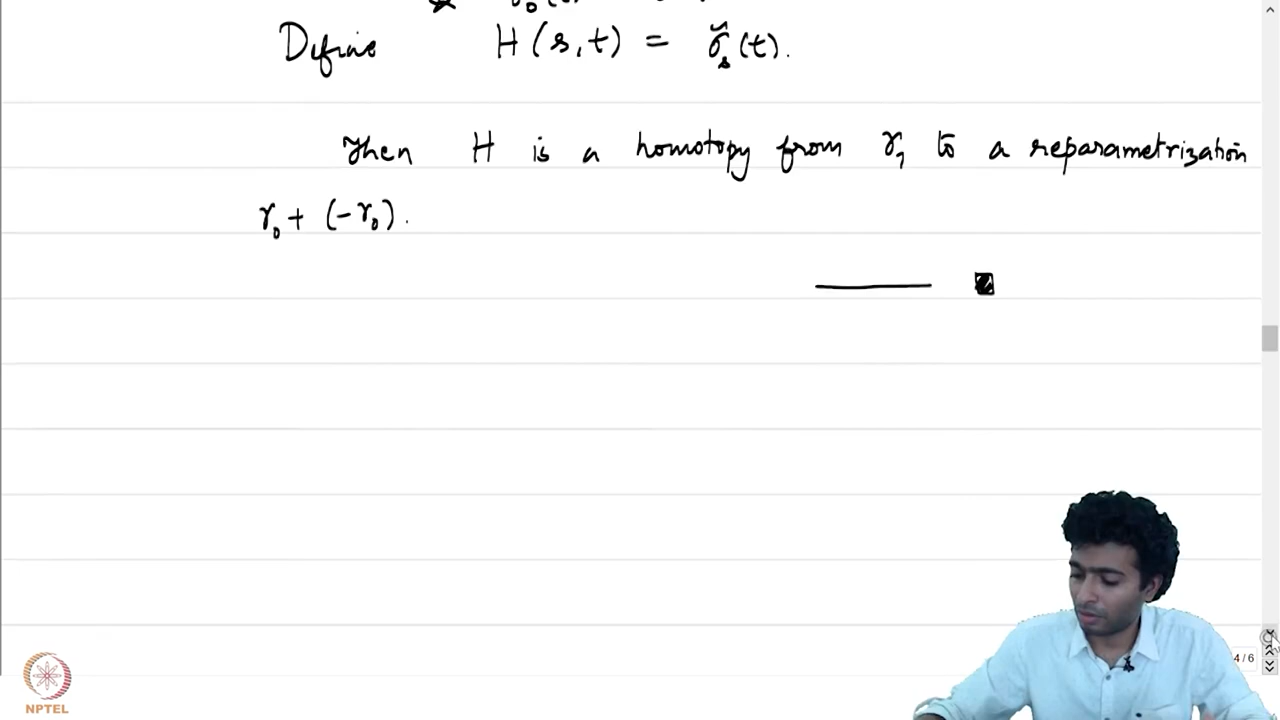 Define H(s,t) = γ̃ₛ(t).
Then H is a homotopy from γ₁ to a reparametrization
γ₀ + (-γ₀).
4/6
NPTEL